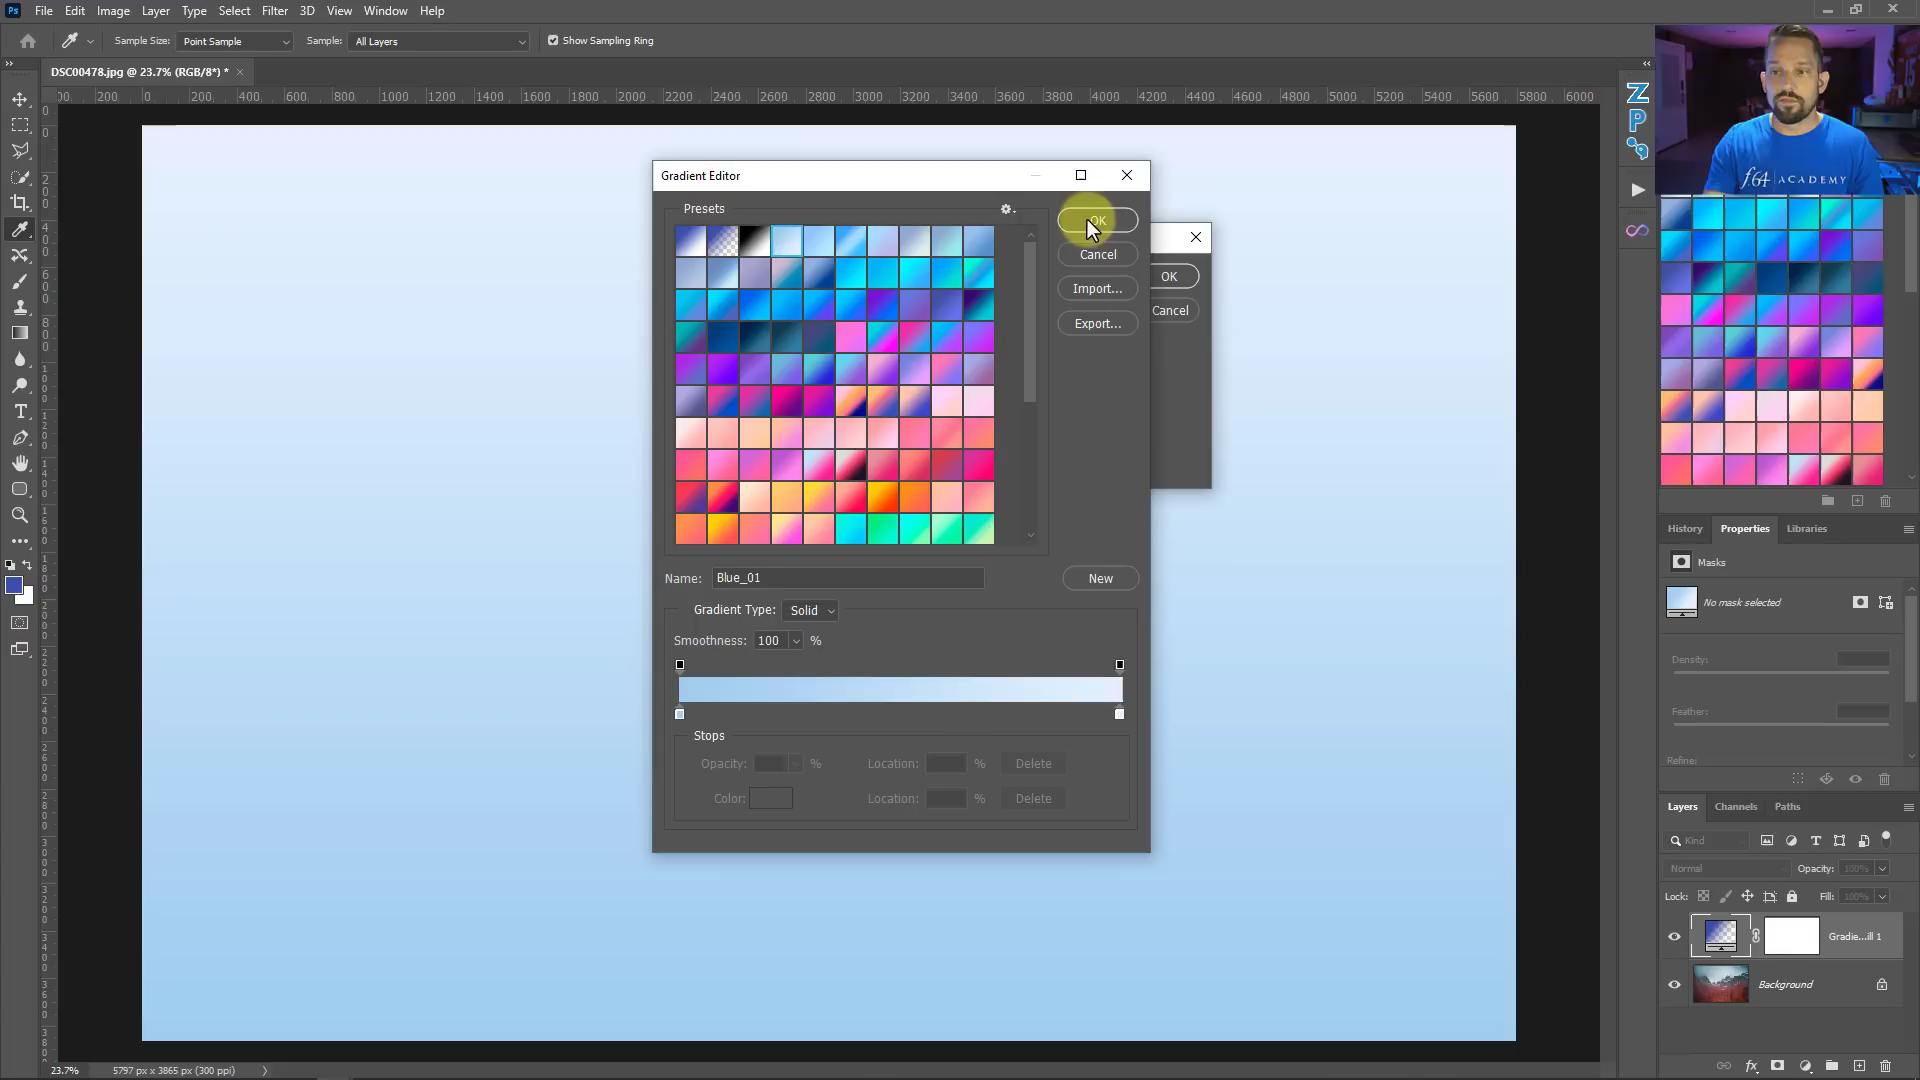 Ps File Edit Image Layer Type Select Filter 3D View Window Help
Sample Size: Point Sample Sample: All Layers Show Sampling Ring
DSC00478.jpg @ 23.7% (RGB/8*) * ×
200 0 200 400 600 800 1000 1200 1400 1600 1800 2000 2200 2400 2600 2800 3000 3200 3400 3600 3800 4000 4200 4400 4600 4800 5000 5200 5400 5600 5800 6000
f.64 ACADEMY
Z
P
Gradient Editor
Presets
OK
Cancel
Import...
Export...
OK
Cancel
Name: Blue_01
New
Gradient Type: Solid
Smoothness: 100 %
Stops
Opacity: % Location: % Delete
Color: Location: % Delete
History Properties Libraries
Masks
No mask selected
Density:
Feather:
Refine:
Layers Channels Paths
Kind
Normal Opacity: 100%
Lock: Fill: 100%
Gradie...ill 1
Background
23.7% 5797 px x 3865 px (300 ppi)